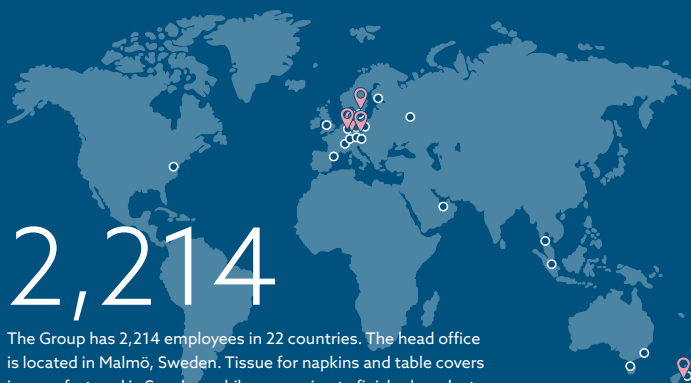 2,214
The Group has 2,214 employees in 22 countries. The head office
is located in Malmö, Sweden. Tissue for napkins and table covers